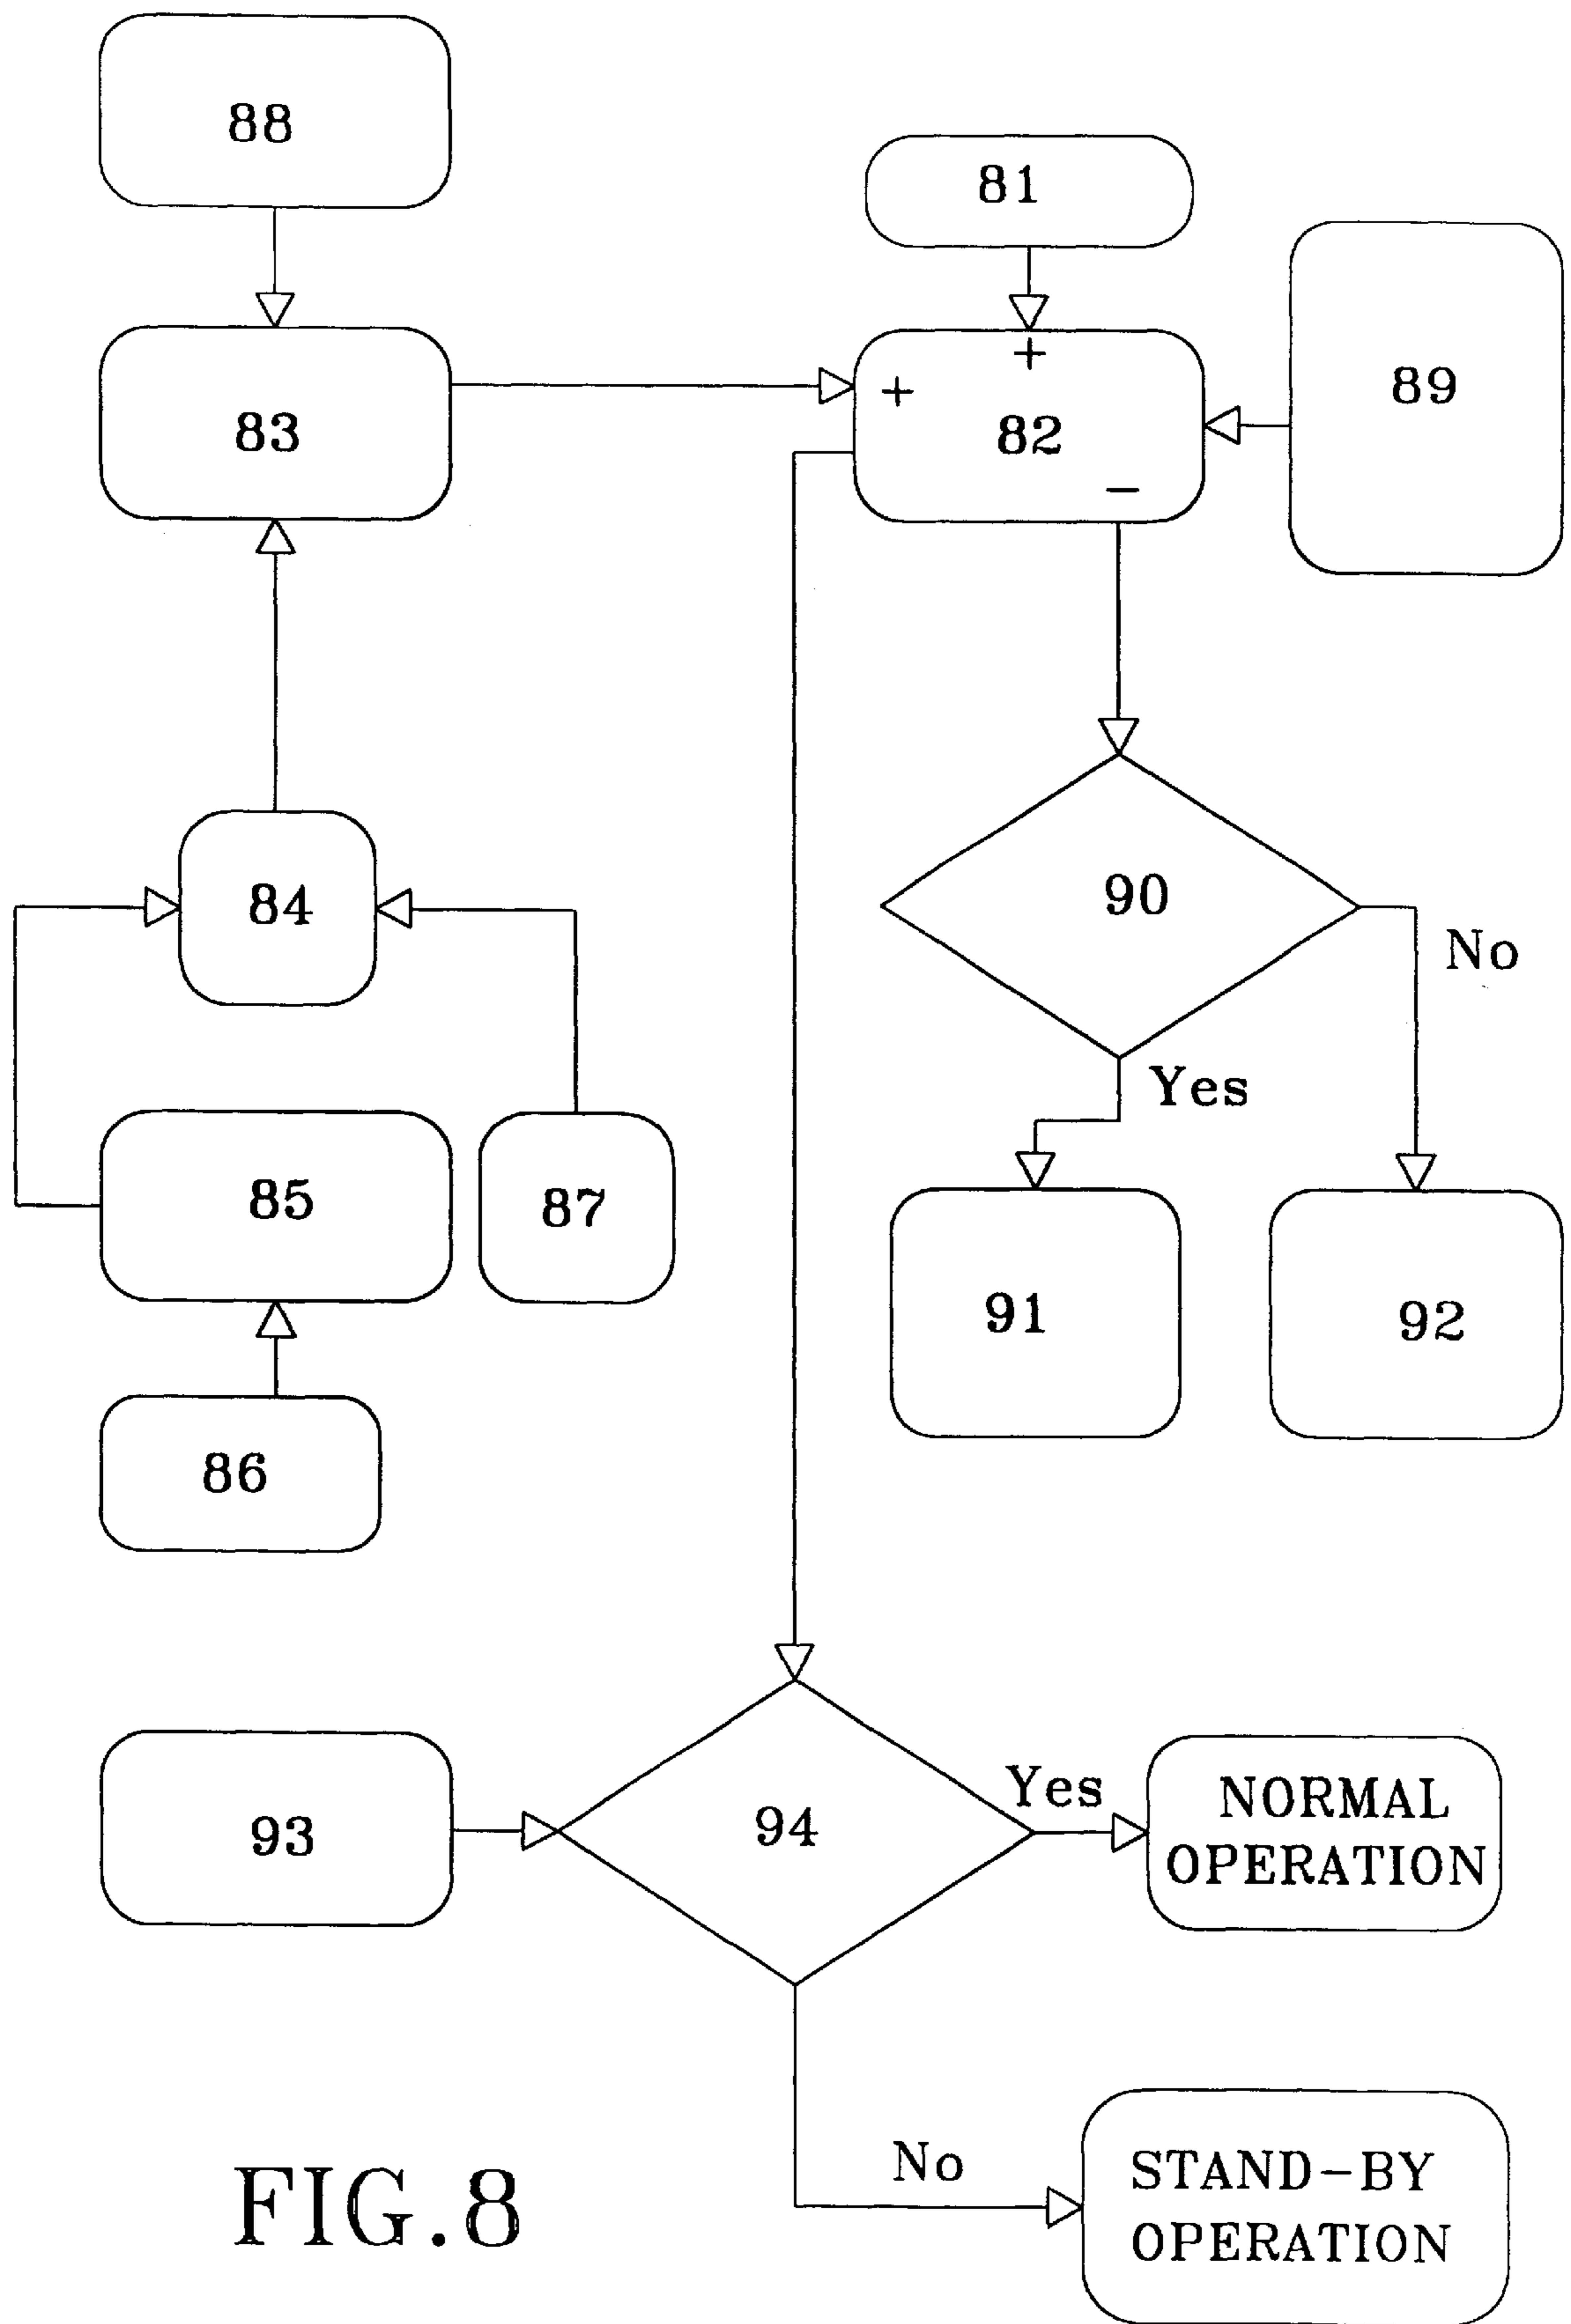 88
81
89
+
+
83
82
-
90
84
No
Yes
85
87
91
92
86
Yes
NORMAL
OPERATION
93
94
No
STAND-BY
OPERATION
FIG.8